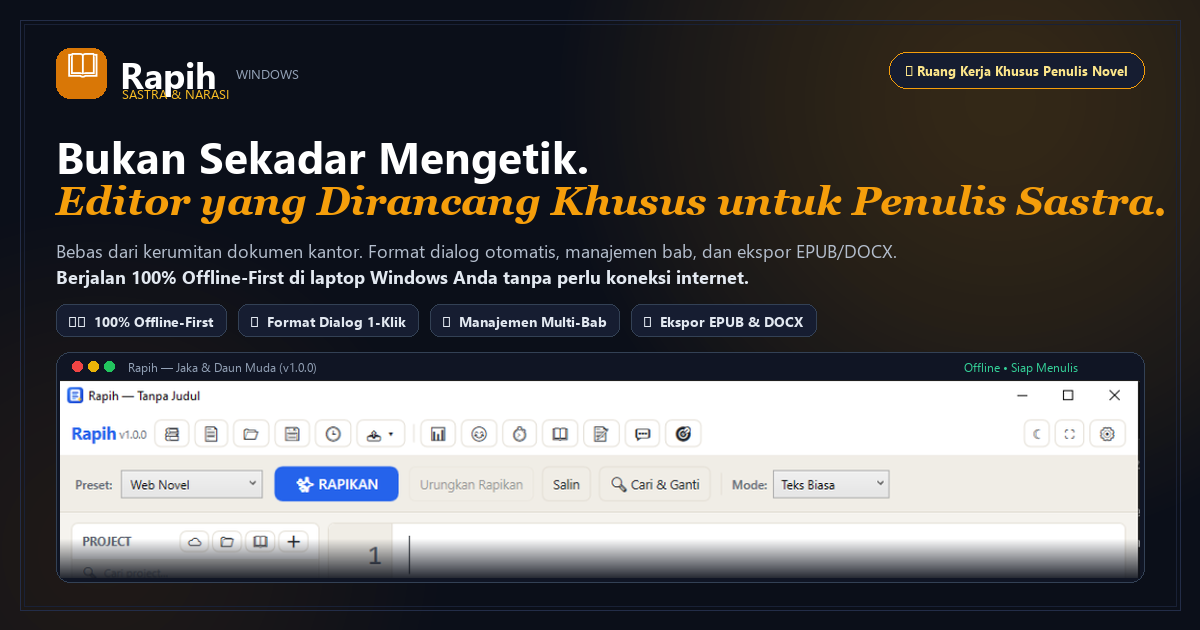 Rapih WINDOWS
SASTRA & NARASI
Ruang Kerja Khusus Penulis Novel
Bukan Sekadar Mengetik.
Editor yang Dirancang Khusus untuk Penulis Sastra.
Bebas dari kerumitan dokumen kantor. Format dialog otomatis, manajemen bab, dan ekspor EPUB/DOCX.
Berjalan 100% Offline-First di laptop Windows Anda tanpa perlu koneksi internet.
100% Offline-First Format Dialog 1-Klik Manajemen Multi-Bab Ekspor EPUB & DOCX
Rapih — Jaka & Daun Muda (v1.0.0) Offline • Siap Menulis
Rapih — Tanpa Judul
Rapih v1.0.0
Preset: Web Novel RAPIKAN Urungkan Rapikan Salin Cari & Ganti Mode: Teks Biasa
PROJECT
1
Cari project